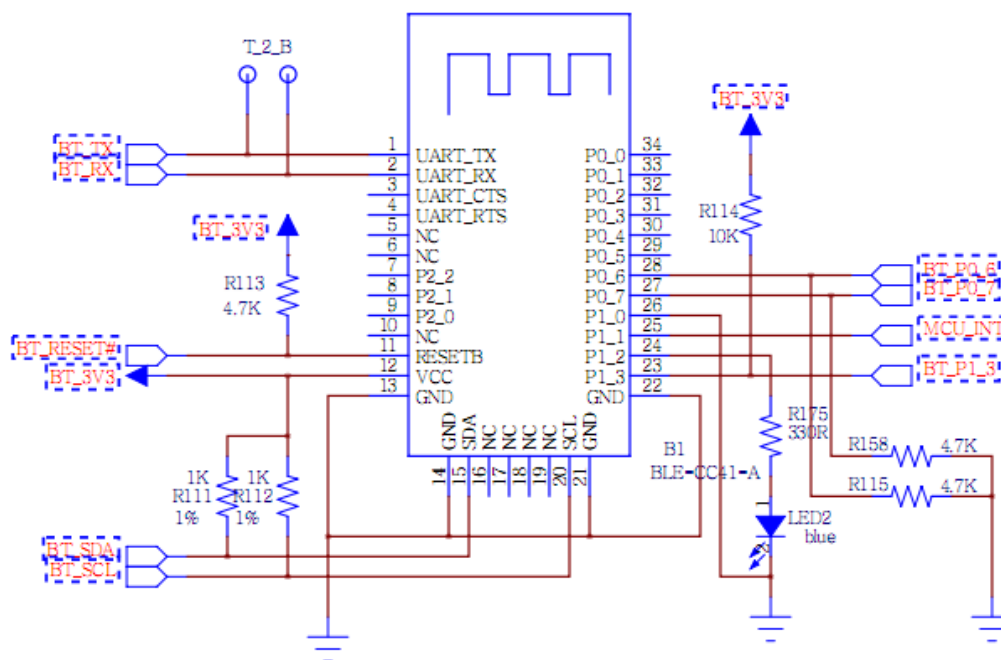 T_2_B
BT_TX
BT_RX
BT_3V3
R113
4.7K
BT_RESET#
BT_3V3
1K
R111
1%
1K
R112
1%
BT_SDA
BT_SCL
1
UART_TX
2
UART_RX
3
UART_CTS
4
UART_RTS
5
NC
6
NC
7
P2_2
8
P2_1
9
P2_0
10
NC
11
RESETB
12
VCC
13
GND
GND
14
SDA
15
NC
16
NC
17
NC
18
NC
19
SCL
20
GND
21
P0_0
34
P0_1
33
P0_2
32
P0_3
31
P0_4
30
P0_5
29
P0_6
28
P0_7
27
P1_0
26
P1_1
25
P1_2
24
P1_3
23
GND
22
B1
BLE-CC41-A
BT_3V3
R114
10K
BT_P0_6
BT_P0_7
MCU_INT
BT_P1_3
R175
330R
1
LED2
blue
2
R158
4.7K
R115
4.7K